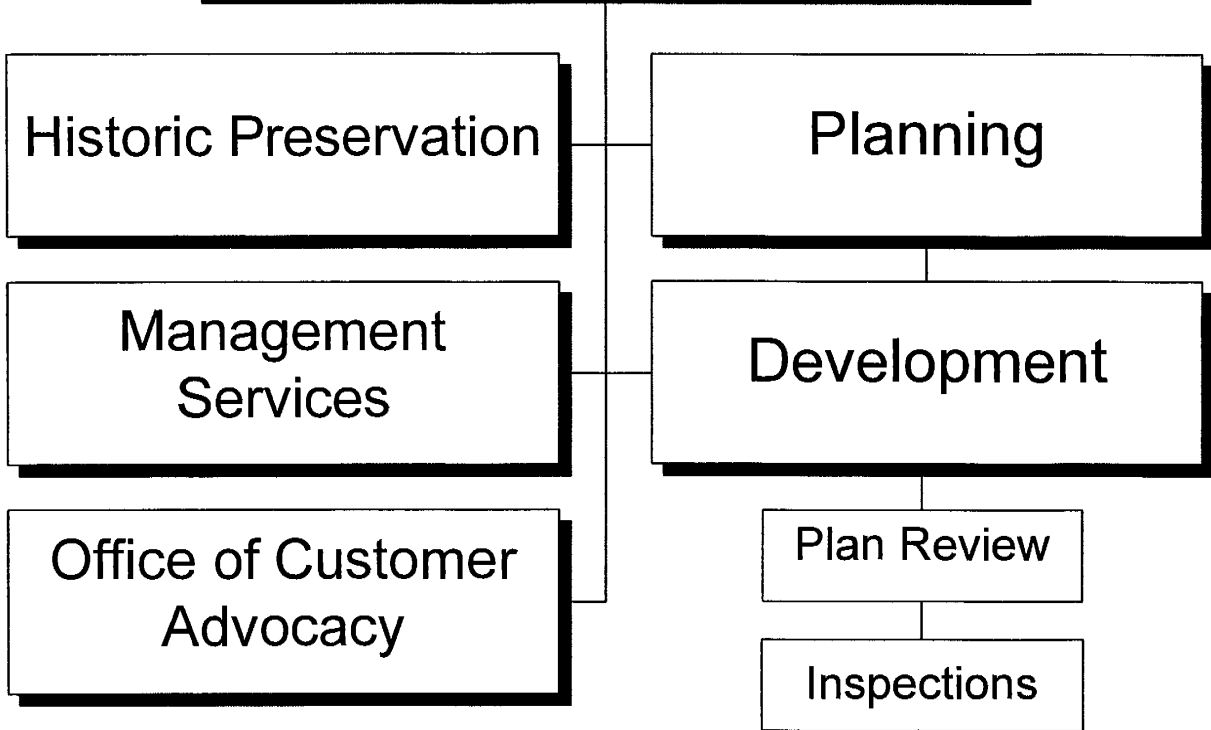 Historic Preservation
Planning
Management
Services
Development
Office of Customer
Advocacy
Plan Review
Inspections